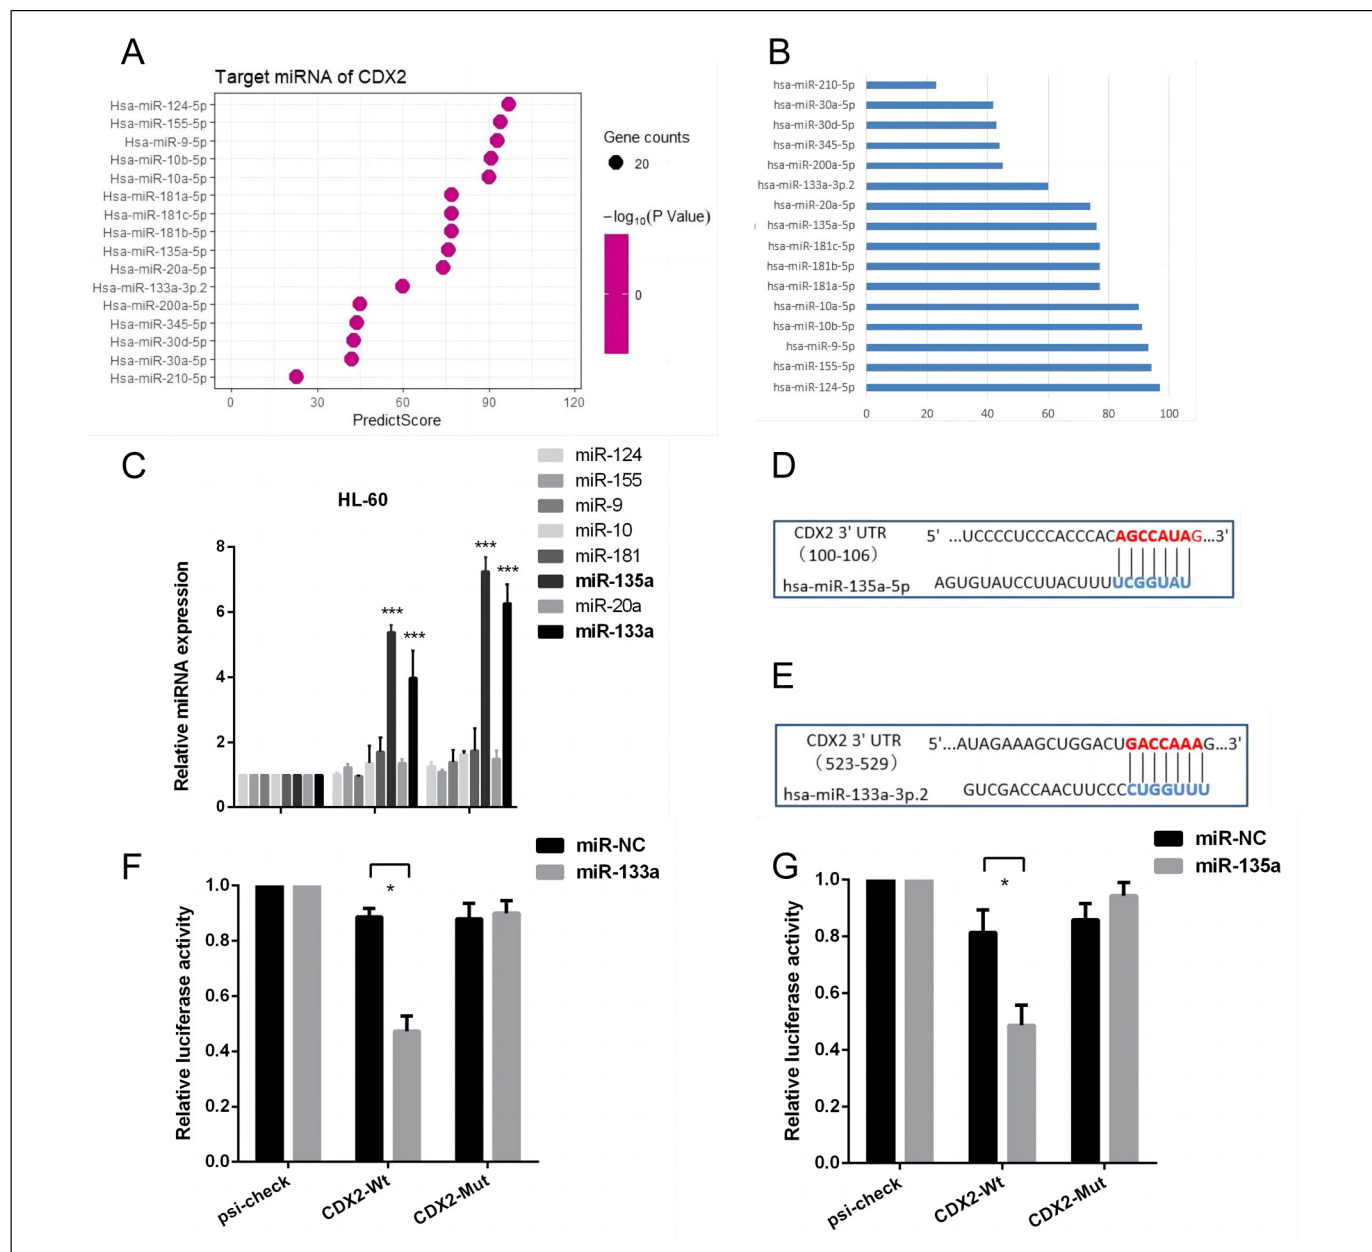 A
Target miRNA of CDX2
Hsa-miR-124-5p
Hsa-miR-155-5p
Hsa-miR-9-5p
Hsa-miR-10b-5p
Hsa-miR-10a-5p
Hsa-miR-181a-5p
Hsa-miR-181c-5p
Hsa-miR-181b-5p
Hsa-miR-135a-5p
Hsa-miR-20a-5p
Hsa-miR-133a-3p.2
Hsa-miR-200a-5p
Hsa-miR-345-5p
Hsa-miR-30d-5p
Hsa-miR-30a-5p
Hsa-miR-210-5p
0 30 60 90 120
PredictScore
Gene counts
20
−log10(P Value)
0
B
hsa-miR-210-5p
hsa-miR-30a-5p
hsa-miR-30d-5p
hsa-miR-345-5p
hsa-miR-200a-5p
hsa-miR-133a-3p.2
hsa-miR-20a-5p
hsa-miR-135a-5p
hsa-miR-181c-5p
hsa-miR-181b-5p
hsa-miR-181a-5p
hsa-miR-10a-5p
hsa-miR-10b-5p
hsa-miR-9-5p
hsa-miR-155-5p
hsa-miR-124-5p
0 20 40 60 80 100
C
HL-60
miR-124
miR-155
miR-9
miR-10
miR-181
miR-135a
miR-20a
miR-133a
Relative miRNA expression
8
6
4
2
0
*** *** *** ***
D
CDX2 3' UTR 5' ...UCCCCUCCCACCCACAGCCAUAG...3'
(100-106)
hsa-miR-135a-5p AGUGUAUCCUUACUUUUCGGUAU
E
CDX2 3' UTR 5'...AUAGAAAGCUGGACUGACCAAAG...3'
(523-529)
hsa-miR-133a-3p.2 GUCGACCAACUUCCCCUGGUUU
F
miR-NC
miR-133a
Relative luciferase activity
1.0
0.8
0.6
0.4
0.2
0.0
*
psi-check CDX2-Wt CDX2-Mut
G
miR-NC
miR-135a
Relative luciferase activity
1.0
0.8
0.6
0.4
0.2
0.0
*
psi-check CDX2-Wt CDX2-Mut